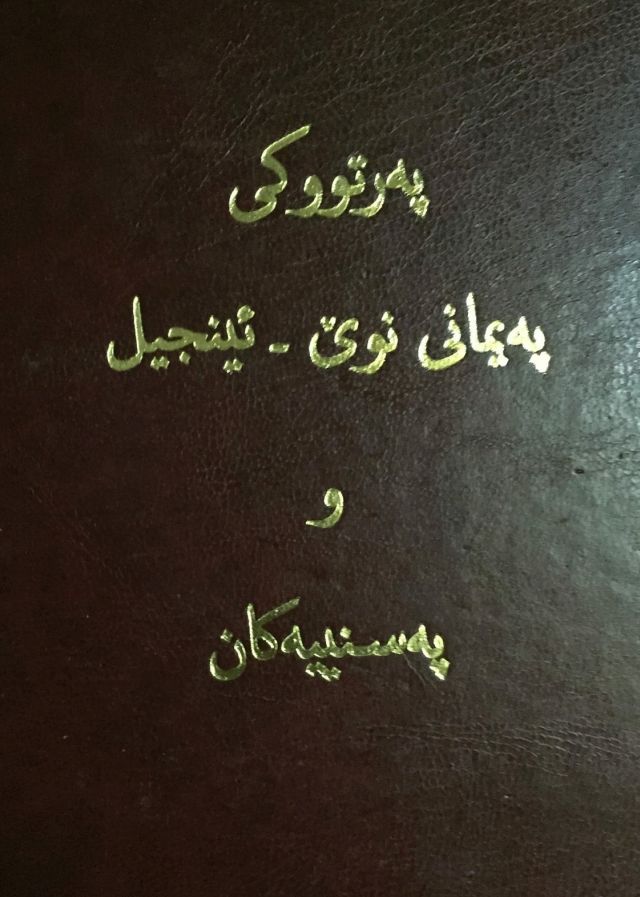 پەرتووکی
پەیمانی نوێ - ئینجیل
و
پەسنییەکان